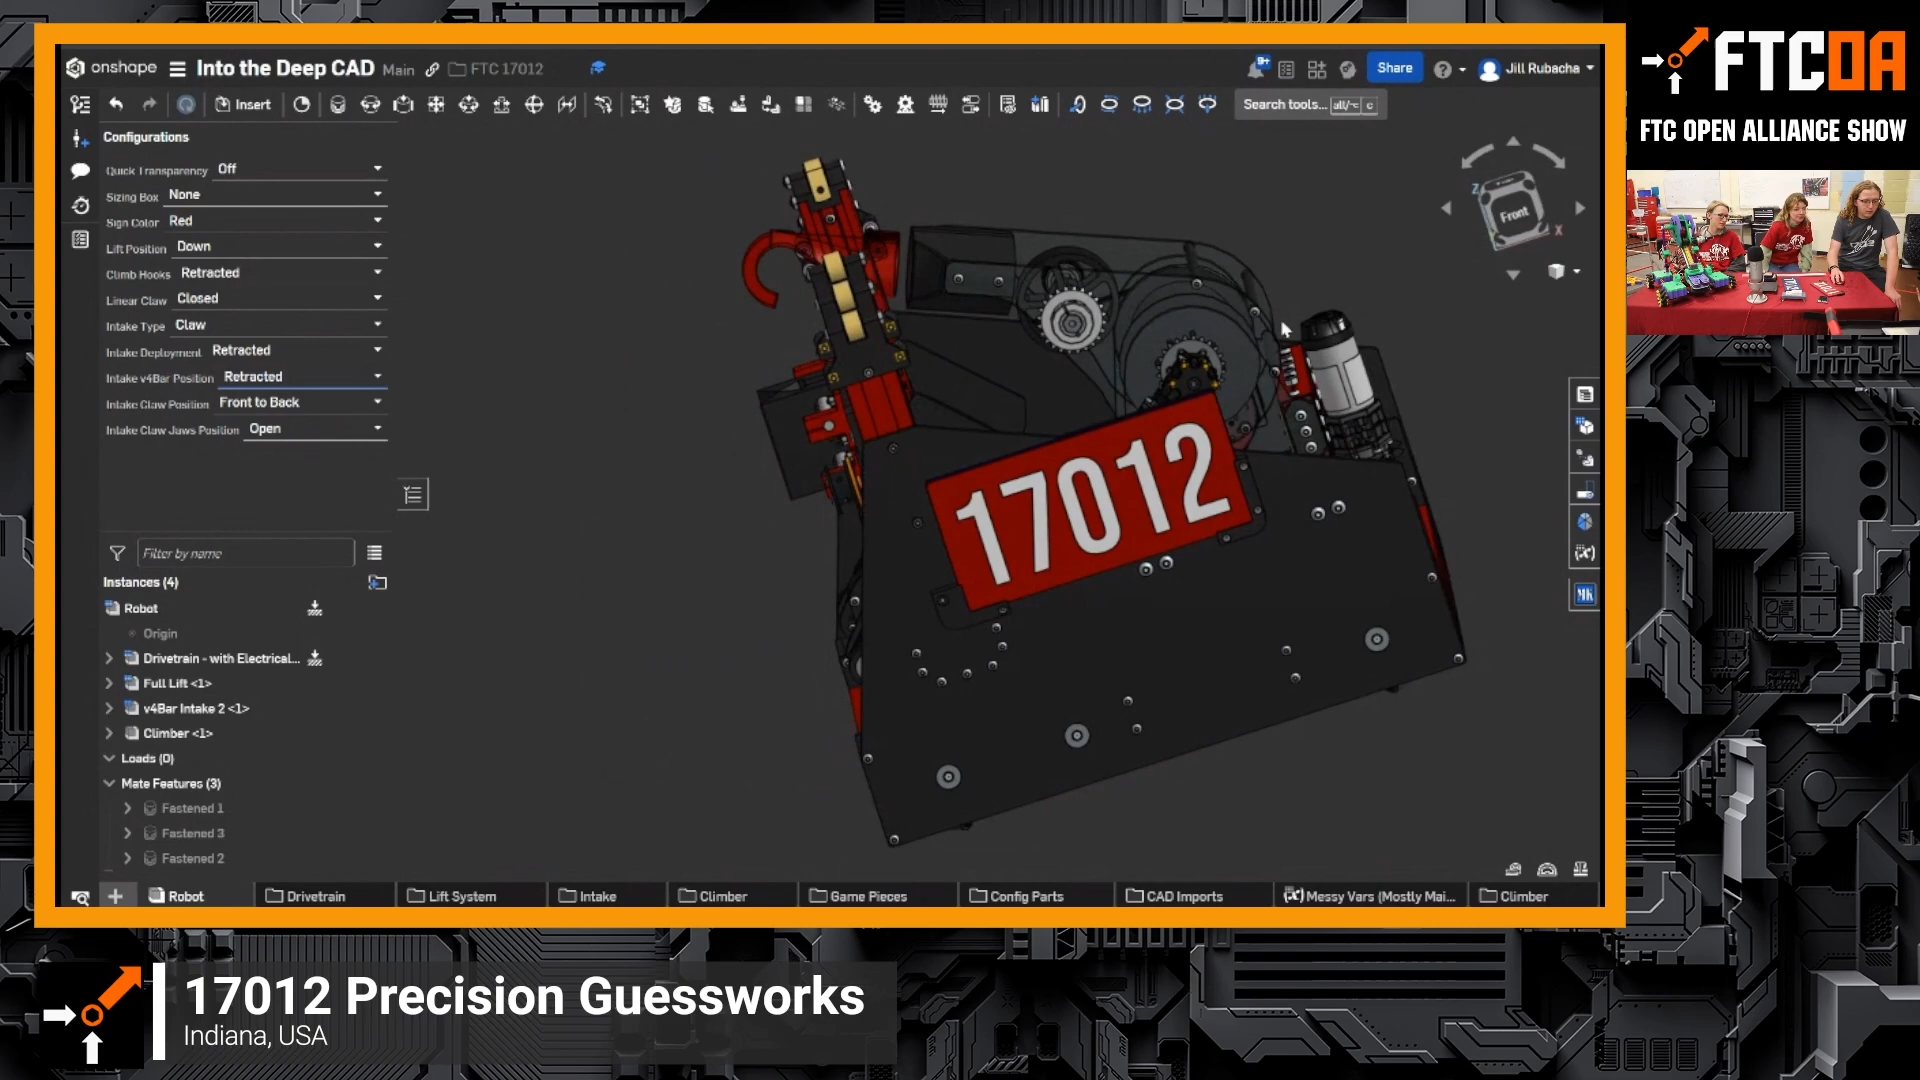 onshape
Into the Deep CAD Main FTC 17012
9+
Share
Jill Rubacha
Insert
Search tools... alt/⌥ c
Configurations
Quick Transparency Off
Sizing Box None
Sign Color Red
Lift Position Down
Climb Hooks Retracted
Linear Claw Closed
Intake Type Claw
Intake Deployment Retracted
Intake v4Bar Position Retracted
Intake Claw Position Front to Back
Intake Claw Jaws Position Open
Filter by name
Instances (4)
Robot
Origin
Drivetrain - with Electrical...
Full Lift <1>
v4Bar Intake 2 <1>
Climber <1>
Loads (0)
Mate Features (3)
Fastened 1
Fastened 3
Fastened 2
17012
Z
Front
X
(x)
MK
Robot
Drivetrain
Lift System
Intake
Climber
Game Pieces
Config Parts
CAD Imports
(x) Messy Vars (Mostly Mai...
Climber
FTCOA
FTC OPEN ALLIANCE SHOW
17012 Precision Guessworks
Indiana, USA